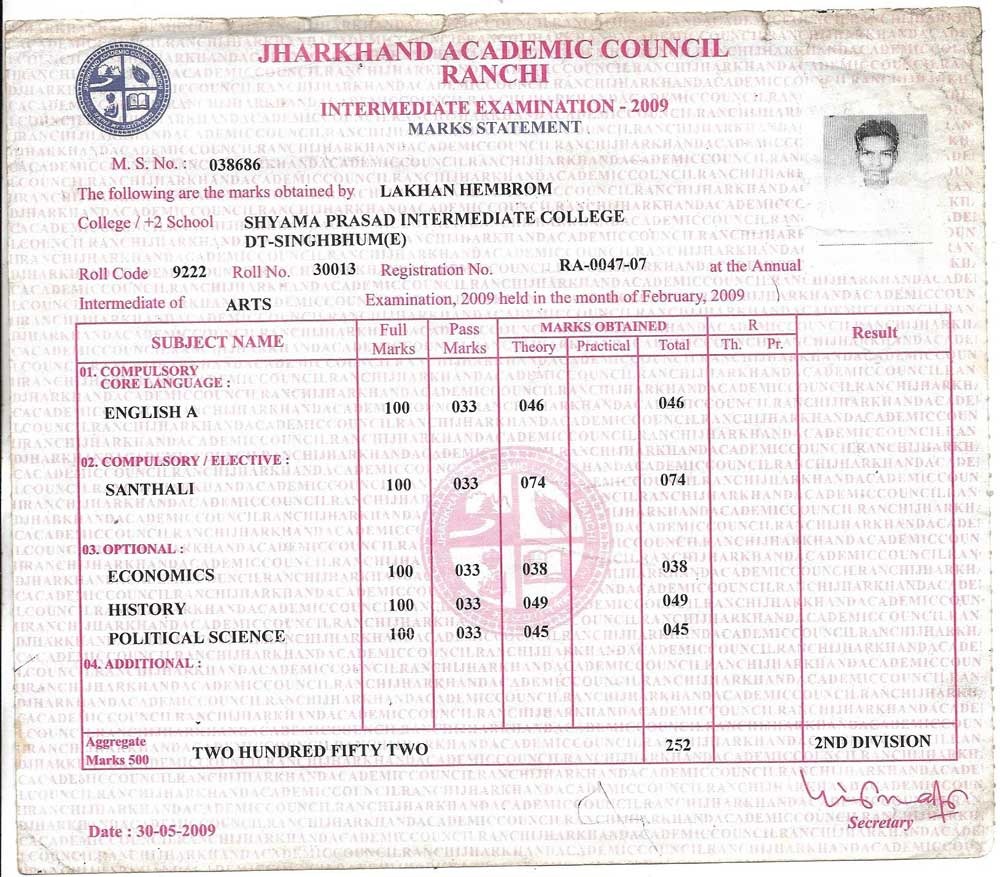 JHARKHAND ACADEMIC COUNCIL
RANCHI
INTERMEDIATE EXAMINATION - 2009
MARKS STATEMENT
M. S. No. : 038686
The following are the marks obtained by LAKHAN HEMBROM
College / +2 School SHYAMA PRASAD INTERMEDIATE COLLEGE
DT-SINGHBHUM(E)
Roll Code 9222 Roll No. 30013 Registration No. RA-0047-07 at the Annual
Intermediate of ARTS Examination, 2009 held in the month of February, 2009
SUBJECT NAME Full Marks Pass Marks MARKS OBTAINED R Result
Theory Practical Total Th. Pr.
01. COMPULSORY
CORE LANGUAGE :
ENGLISH A 100 033 046 046
02. COMPULSORY / ELECTIVE :
SANTHALI 100 033 074 074
03. OPTIONAL :
ECONOMICS 100 033 038 038
HISTORY 100 033 049 049
POLITICAL SCIENCE 100 033 045 045
04. ADDITIONAL :
Aggregate
Marks 500 TWO HUNDRED FIFTY TWO 252 2ND DIVISION
Date : 30-05-2009
Secretary